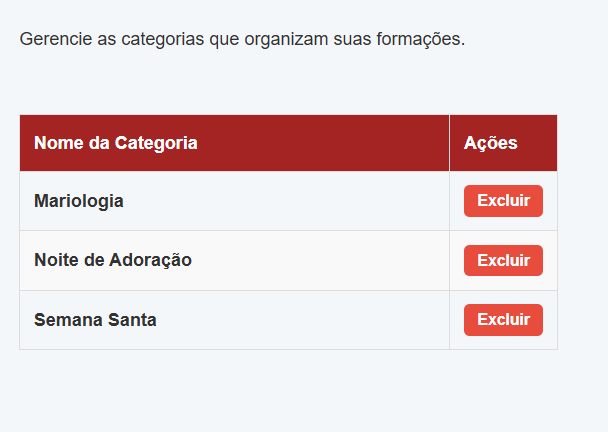 Gerencie as categorias que organizam suas formações.
Nome da Categoria Ações
Mariologia Excluir
Noite de Adoração Excluir
Semana Santa Excluir